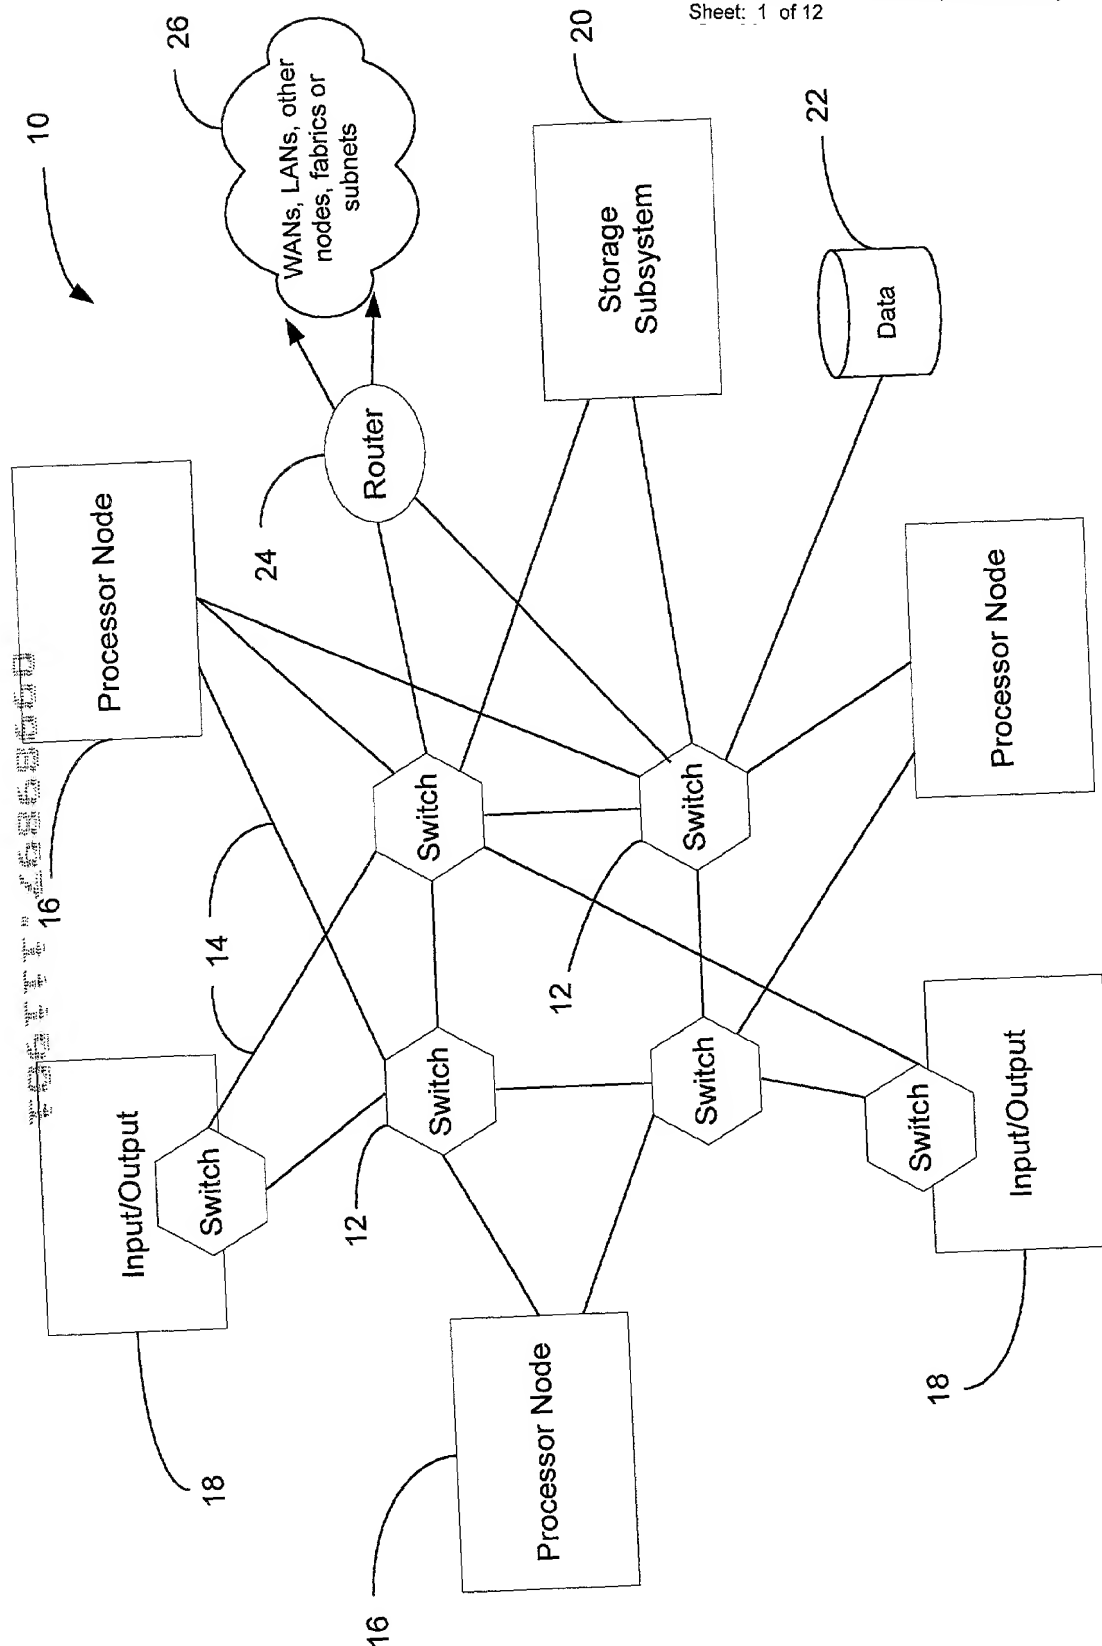 Sheet: 1 of 12
10
26
WANs, LANs, other
nodes, fabrics or
subnets
20
Storage
Subsystem
22
Data
24
Router
16
Processor Node
Processor Node
14
Switch
Switch
12
12
Switch
Switch
Input/Output
Switch
18
Input/Output
Switch
18
16
Processor Node